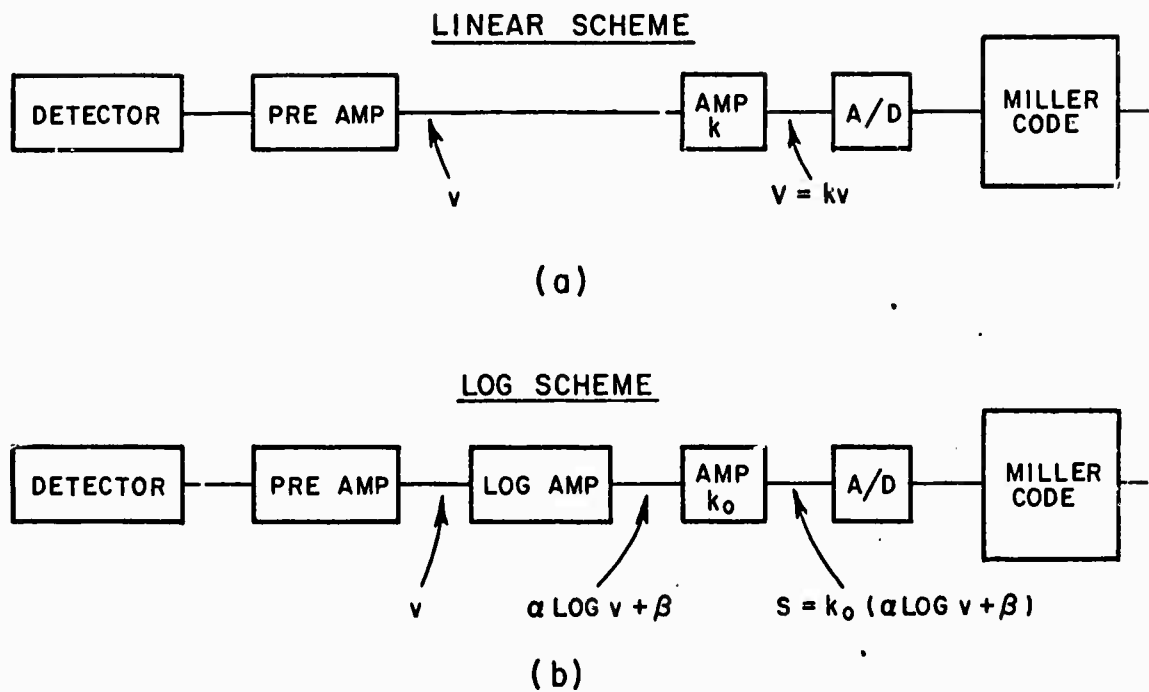 LINEAR SCHEME
DETECTOR
PRE AMP
AMP
k
A/D
MILLER
CODE
v
V = kv
(a)
LOG SCHEME
DETECTOR
PRE AMP
LOG AMP
AMP
k₀
A/D
MILLER
CODE
v
α LOG v + β
S = k₀ (α LOG v + β)
(b)